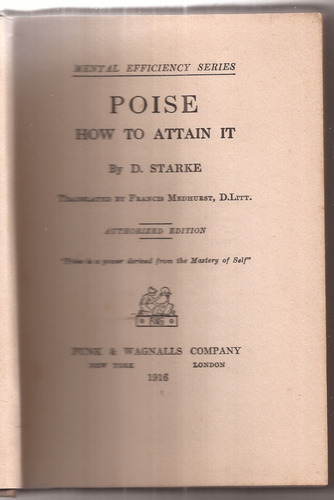 MENTAL EFFICIENCY SERIES
POISE
HOW TO ATTAIN IT
By D. STARKE
Translated by Francis Medhurst, D.Litt.
AUTHORIZED EDITION
"Poise is a power derived from the Mastery of Self"
FUNK & WAGNALLS COMPANY
NEW YORK LONDON
1916